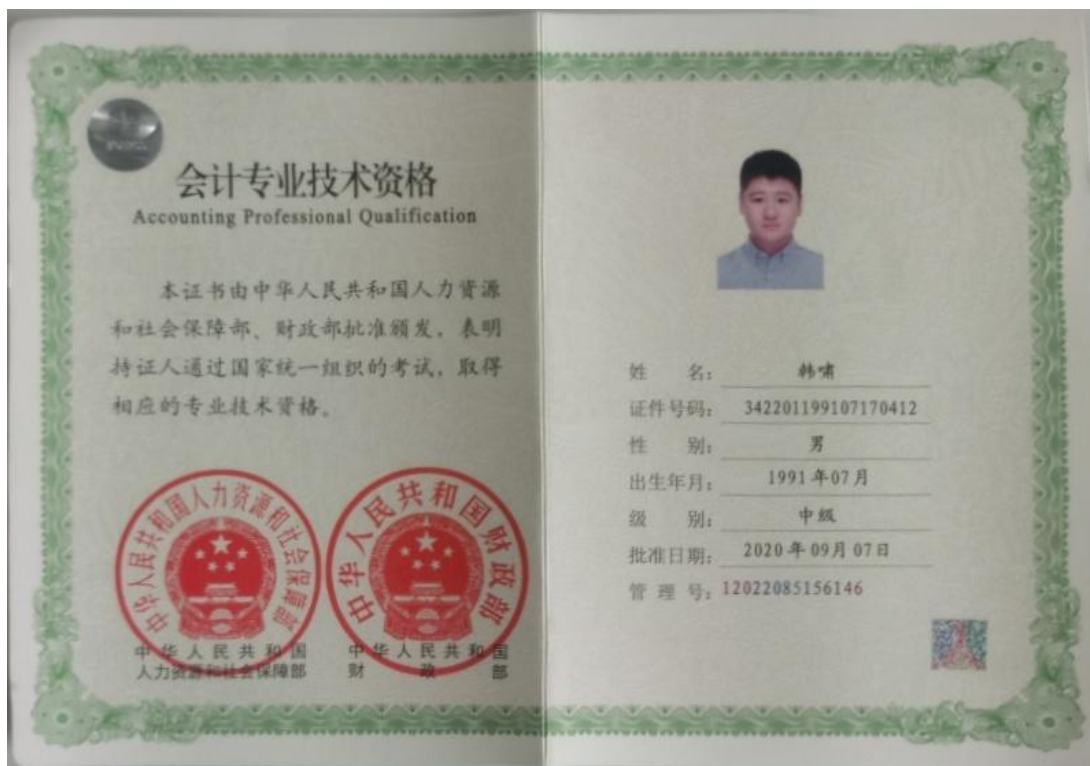 会计专业技术资格
Accounting Professional Qualification
本证书由中华人民共和国人力资源
和社会保障部、财政部批准颁发，表明
持证人通过国家统一组织的考试，取得
相应的专业技术资格。
中华人民共和国人力资源和社会保障部
中华人民共和国财政部
中华人民共和国
人力资源和社会保障部
中华人民共和国
财政部
姓 名： 韩啸
证件号码： 342201199107170412
性 别： 男
出生年月： 1991年07月
级 别： 中级
批准日期： 2020年09月07日
管 理 号： 12022085156146